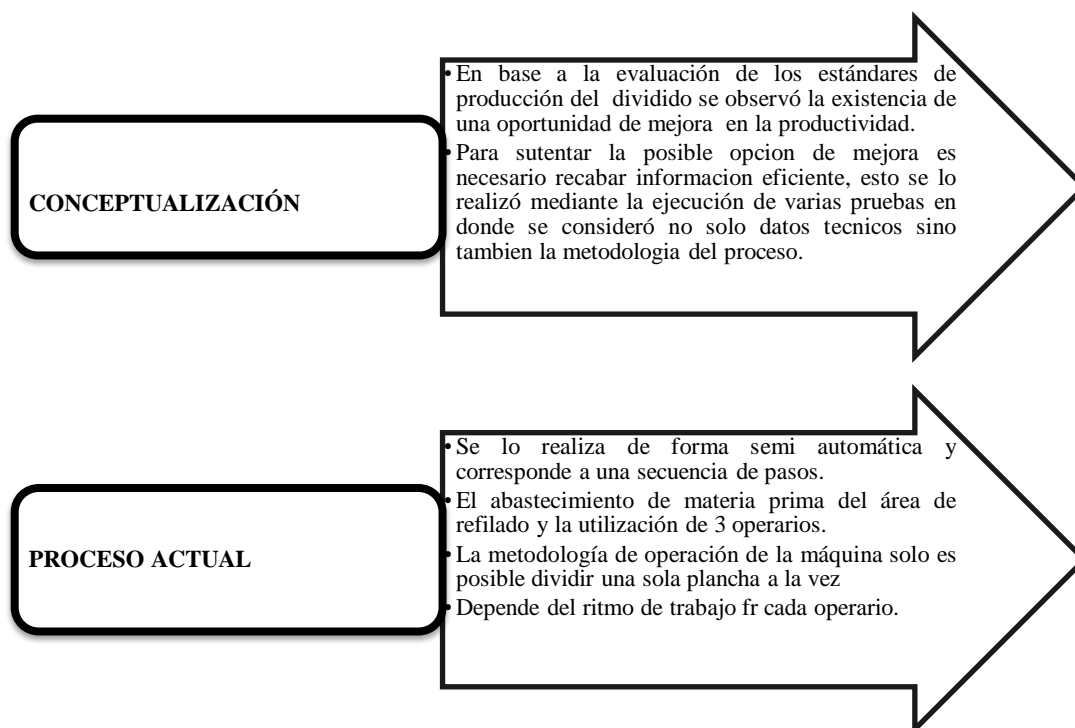 CONCEPTUALIZACIÓN
• En base a la evaluación de los estándares de
producción del dividido se observó la existencia de
una oportunidad de mejora en la productividad.
• Para sutentar la posible opcion de mejora es
necesario recabar informacion eficiente, esto se lo
realizó mediante la ejecución de varias pruebas en
donde se consideró no solo datos tecnicos sino
tambien la metodologia del proceso.
PROCESO ACTUAL
• Se lo realiza de forma semi automática y
corresponde a una secuencia de pasos.
• El abastecimiento de materia prima del área de
refilado y la utilización de 3 operarios.
• La metodología de operación de la máquina solo es
posible dividir una sola plancha a la vez
• Depende del ritmo de trabajo fr cada operario.